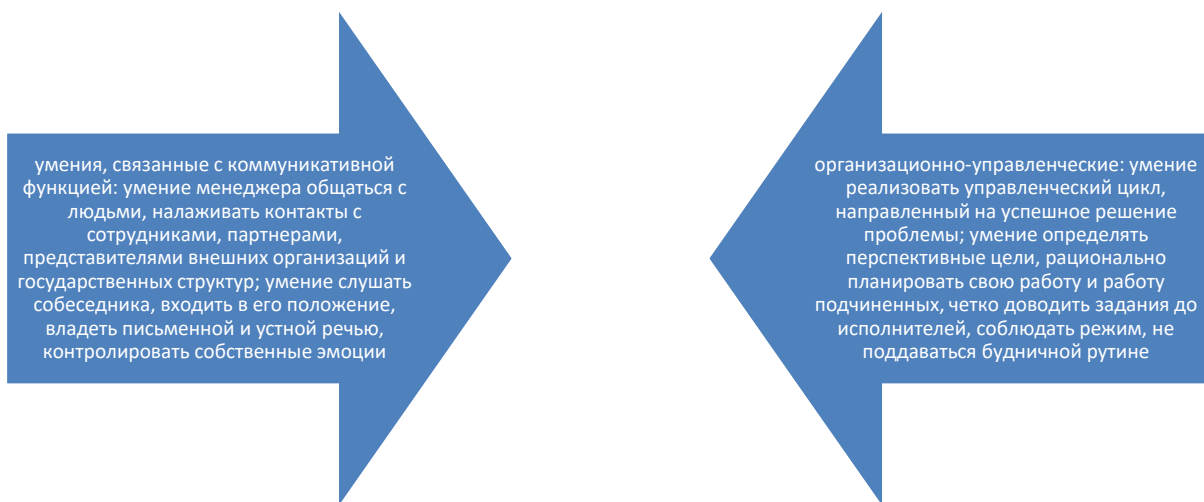 умения, связанные с коммуникативной
функцией: умение менеджера общаться с
людьми, налаживать контакты с
сотрудниками, партнерами,
представителями внешних организаций и
государственных структур; умение слушать
собеседника, входить в его положение,
владеть письменной и устной речью,
контролировать собственные эмоции
организационно-управленческие: умение
реализовать управленческий цикл,
направленный на успешное решение
проблемы; умение определять
перспективные цели, рационально
планировать свою работу и работу
подчиненных, четко доводить задания до
исполнителей, соблюдать режим, не
поддаваться будничной рутине